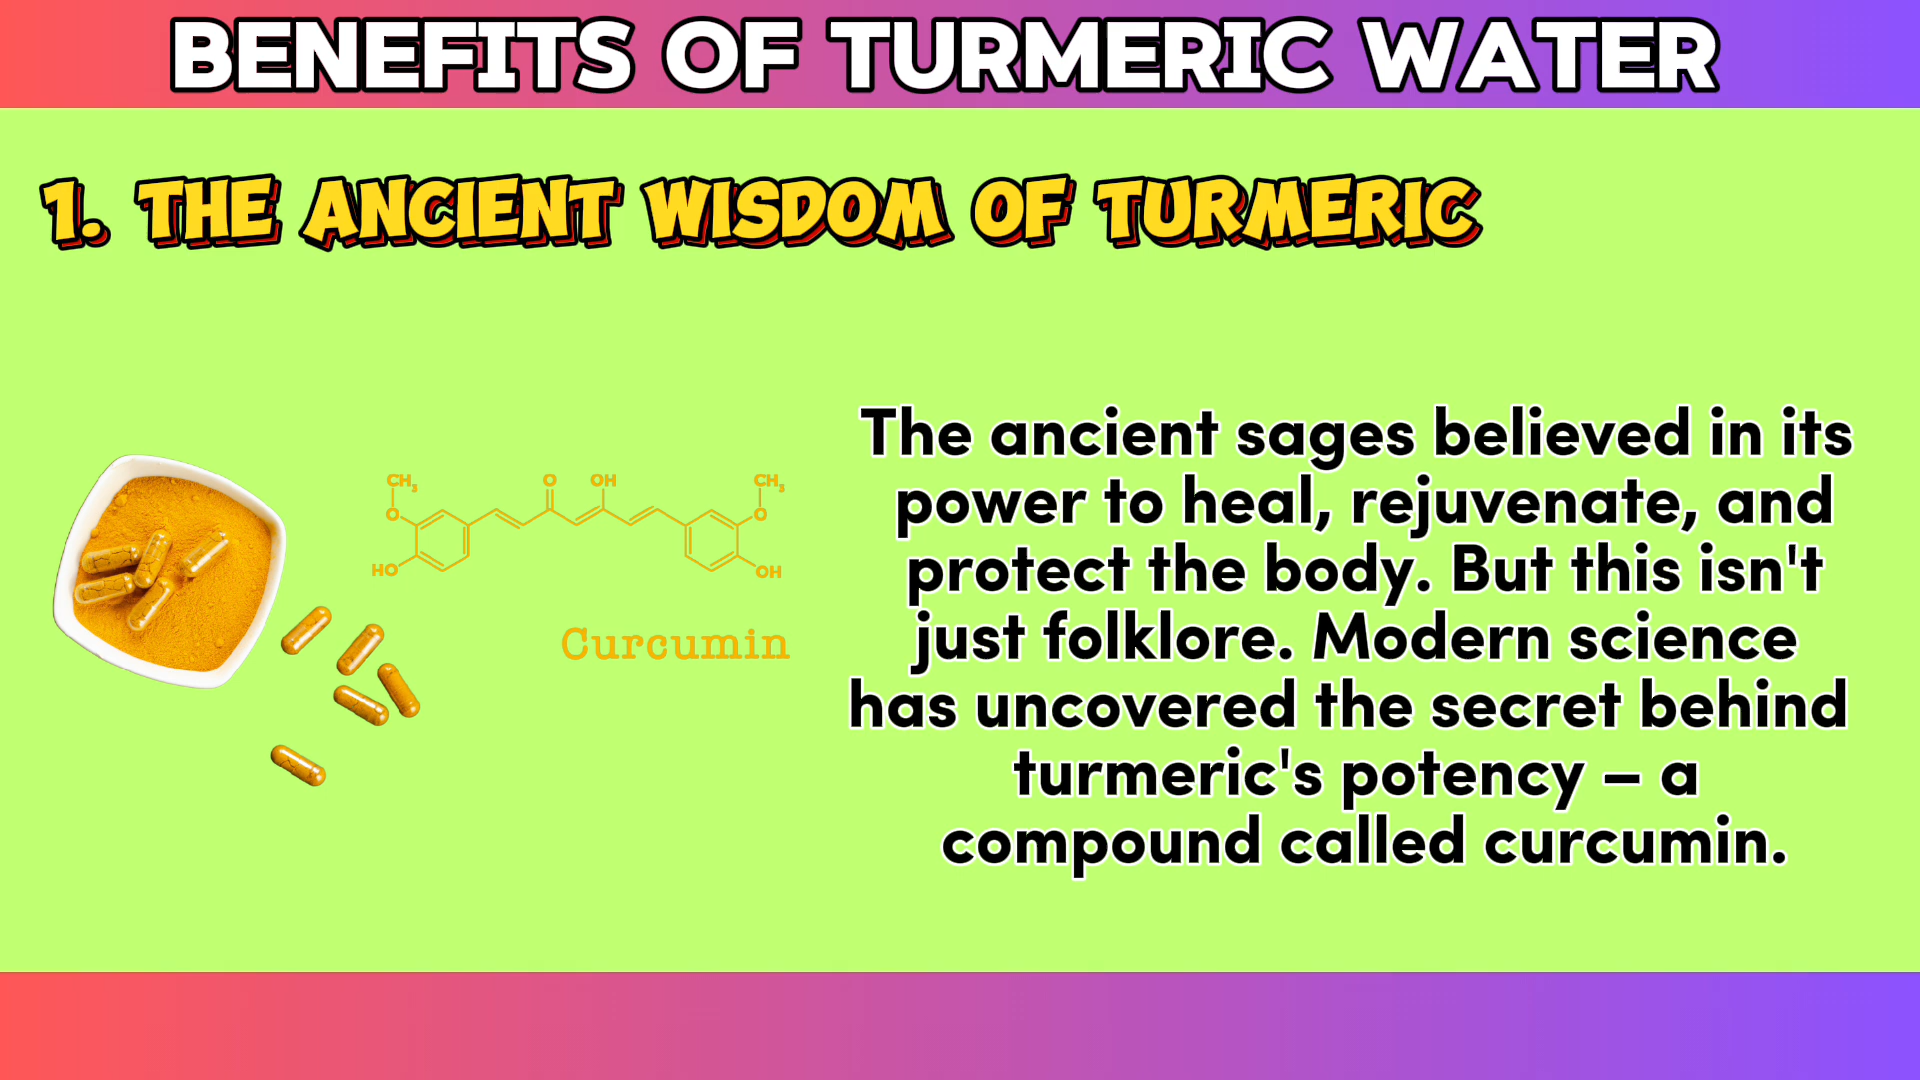 BENEFITS OF TURMERIC WATER
1. THE ANCIENT WISDOM OF TURMERIC
CH3 O OH CH3
O O
HO OH
Curcumin
The ancient sages believed in its
power to heal, rejuvenate, and
protect the body. But this isn't
just folklore. Modern science
has uncovered the secret behind
turmeric's potency – a
compound called curcumin.